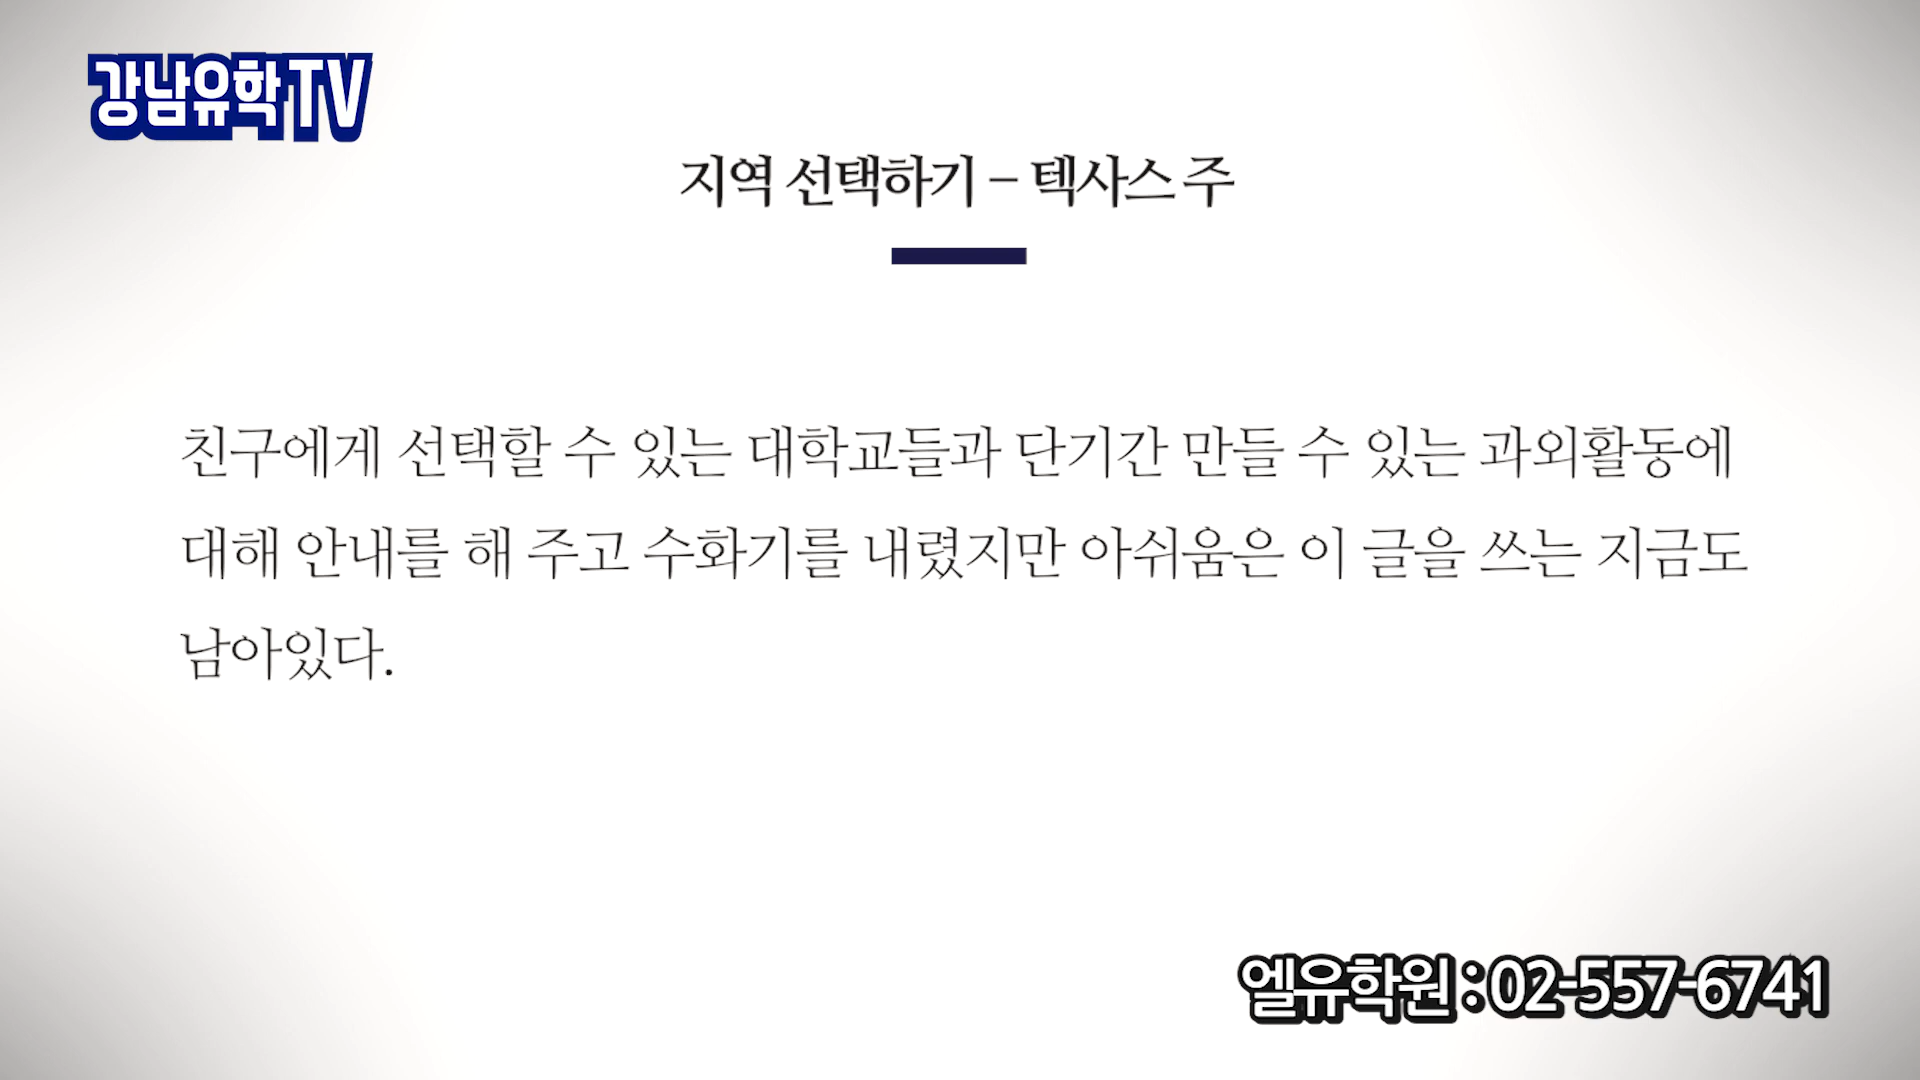 강남유학TV
지역 선택하기 – 텍사스 주
친구에게 선택할 수 있는 대학교들과 단기간 만들 수 있는 과외활동에
대해 안내를 해 주고 수화기를 내렸지만 아쉬움은 이 글을 쓰는 지금도
남아있다.
엘유학원 : 02-557-6741